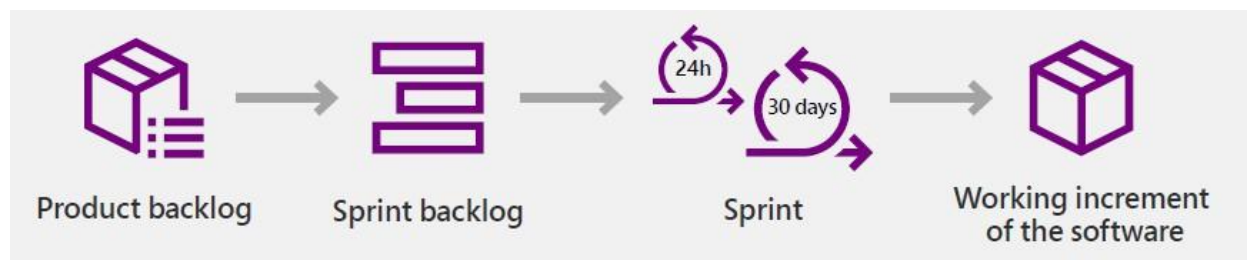 24h
30 days
Product backlog
Sprint backlog
Sprint
Working increment
of the software